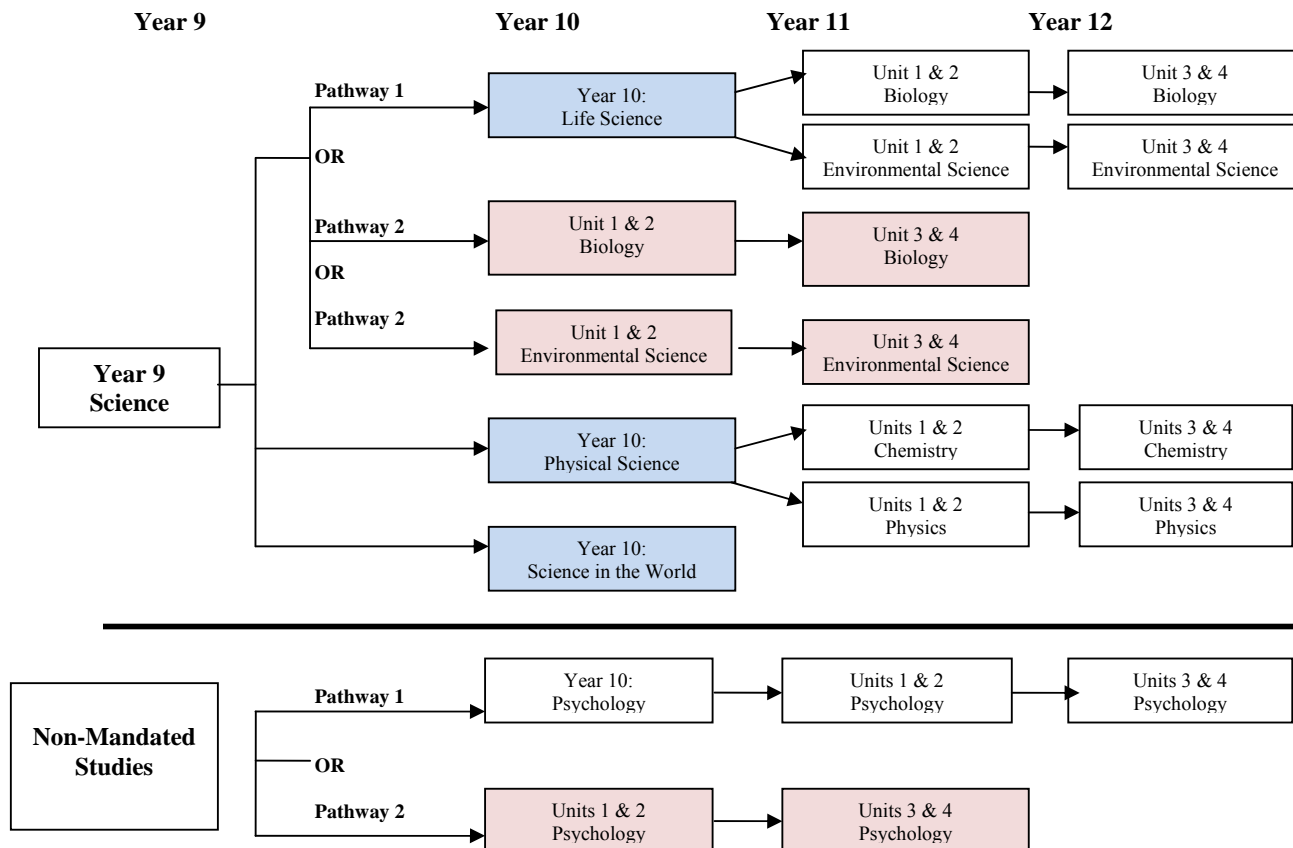 Year 9
Year 10
Year 11
Year 12
Pathway 1
Year 10:
Life Science
Unit 1 & 2
Biology
Unit 3 & 4
Biology
OR
Unit 1 & 2
Environmental Science
Unit 3 & 4
Environmental Science
Pathway 2
Unit 1 & 2
Biology
Unit 3 & 4
Biology
OR
Pathway 2
Unit 1 & 2
Environmental Science
Unit 3 & 4
Environmental Science
Year 9
Science
Year 10:
Physical Science
Units 1 & 2
Chemistry
Units 3 & 4
Chemistry
Units 1 & 2
Physics
Units 3 & 4
Physics
Year 10:
Science in the World
Non-Mandated
Studies
Pathway 1
Year 10:
Psychology
Units 1 & 2
Psychology
Units 3 & 4
Psychology
OR
Pathway 2
Units 1 & 2
Psychology
Units 3 & 4
Psychology